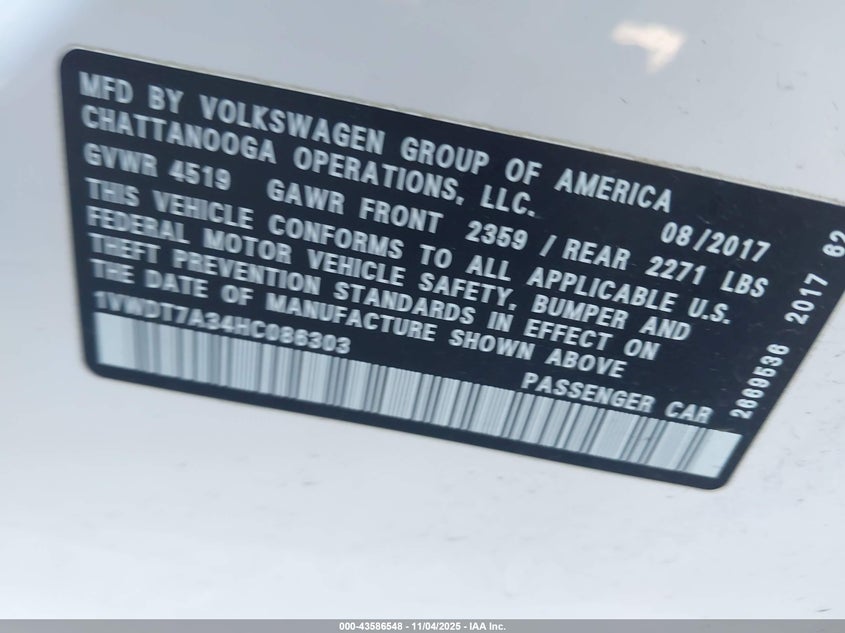 MFD BY VOLKSWAGEN GROUP OF AMERICA
CHATTANOOGA OPERATIONS, LLC. 08/2017
GVWR 4519 GAWR FRONT 2359 / REAR 2271 LBS
THIS VEHICLE CONFORMS TO ALL APPLICABLE U.S.
FEDERAL MOTOR VEHICLE SAFETY, BUMPER AND
THEFT PREVENTION STANDARDS IN EFFECT ON
THE DATE OF MANUFACTURE SHOWN ABOVE
1VWDT7A34HC086303
PASSENGER CAR
2869536 2017 62
000-43586548 - 11/04/2025 - IAA Inc.